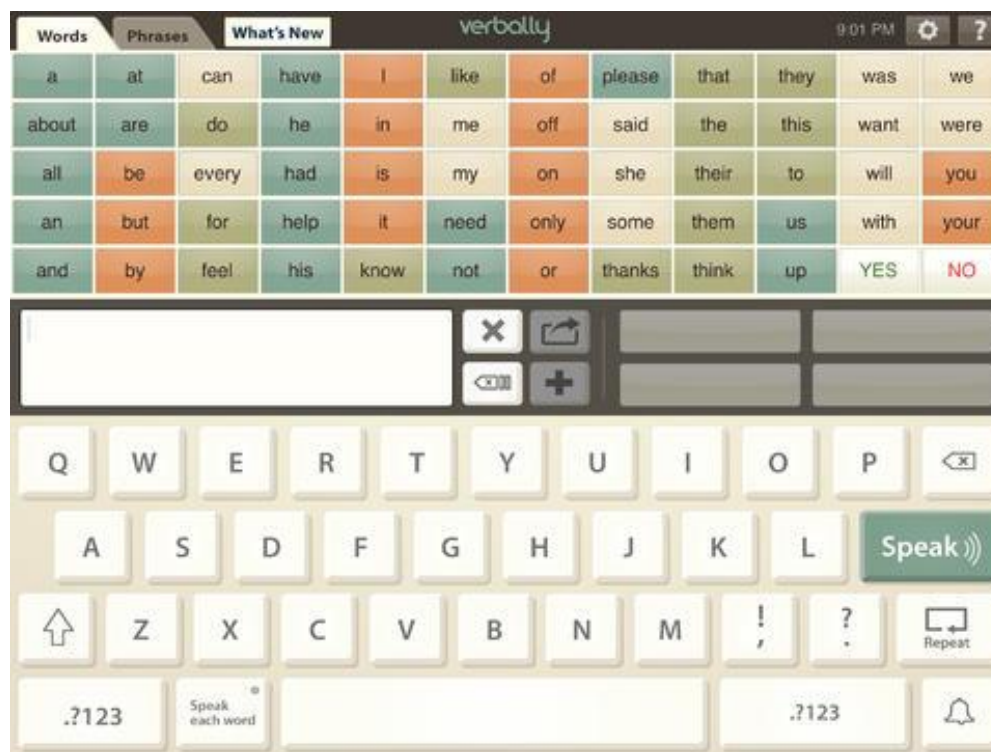 Words Phrases What's New verbally 9:01 PM ?
a at can have I like of please that they was we
about are do he in me off said the this want were
all be every had is my on she their to will you
an but for help it need only some them us with your
and by feel his know not or thanks think up YES NO
Q W E R T Y U I O P
A S D F G H J K L Speak
Z X C V B N M ! , ? . Repeat
.?123 Speak each word .?123